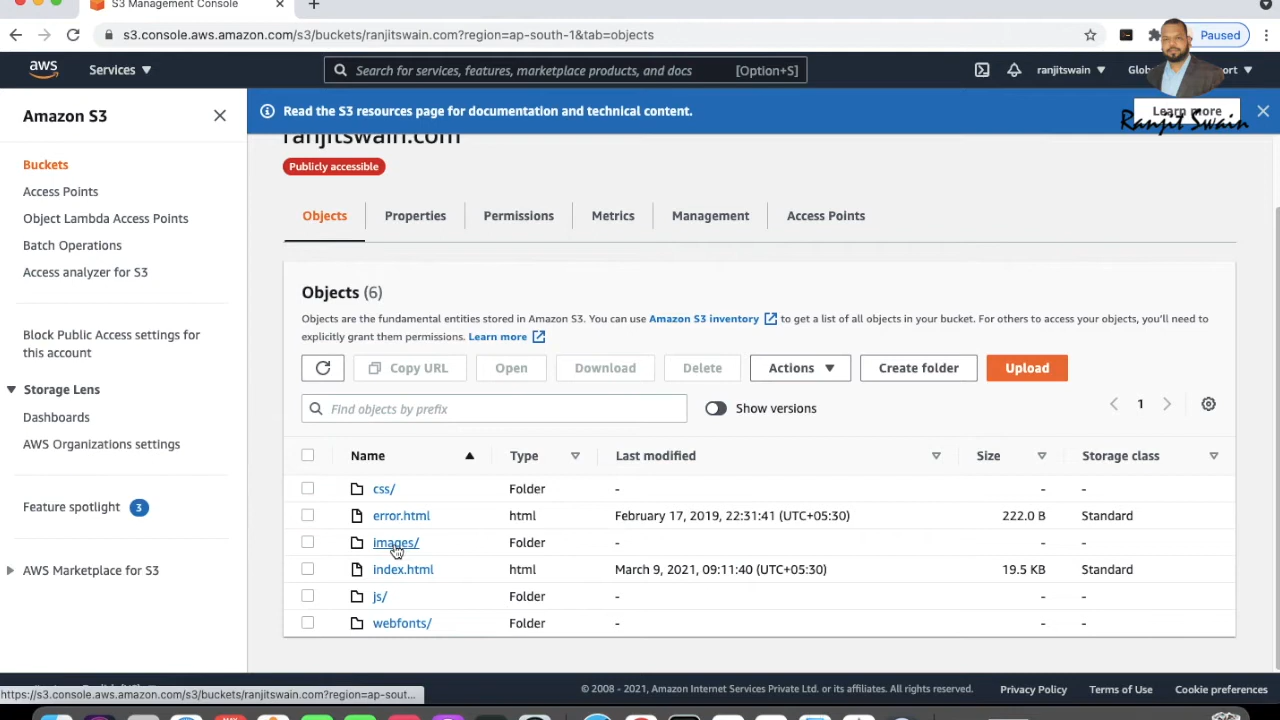 S3 Management Console
s3.console.aws.amazon.com/s3/buckets/ranjitswain.com?region=ap-south-1&tab=objects
Paused
aws
Services
Search for services, features, marketplace products, and docs [Option+S]
ranjitswain
Glob
ort
Amazon S3
Read the S3 resources page for documentation and technical content.
Learn more
Ranjit Swain
ranjitswain.com
Publicly accessible
Buckets
Access Points
Object Lambda Access Points
Batch Operations
Access analyzer for S3
Block Public Access settings for
this account
Storage Lens
Dashboards
AWS Organizations settings
Feature spotlight 3
AWS Marketplace for S3
Objects Properties Permissions Metrics Management Access Points
Objects (6)
Objects are the fundamental entities stored in Amazon S3. You can use Amazon S3 inventory to get a list of all objects in your bucket. For others to access your objects, you'll need to
explicitly grant them permissions. Learn more
Copy URL Open Download Delete Actions Create folder Upload
Find objects by prefix Show versions 1
Name Type Last modified Size Storage class
css/ Folder - - -
error.html html February 17, 2019, 22:31:41 (UTC+05:30) 222.0 B Standard
images/ Folder - - -
index.html html March 9, 2021, 09:11:40 (UTC+05:30) 19.5 KB Standard
js/ Folder - - -
webfonts/ Folder - - -
https://s3.console.aws.amazon.com/s3/buckets/ranjitswain.com?region=ap-sout...
© 2008 - 2021, Amazon Internet Services Private Ltd. or its affiliates. All rights reserved. Privacy Policy Terms of Use Cookie preferences